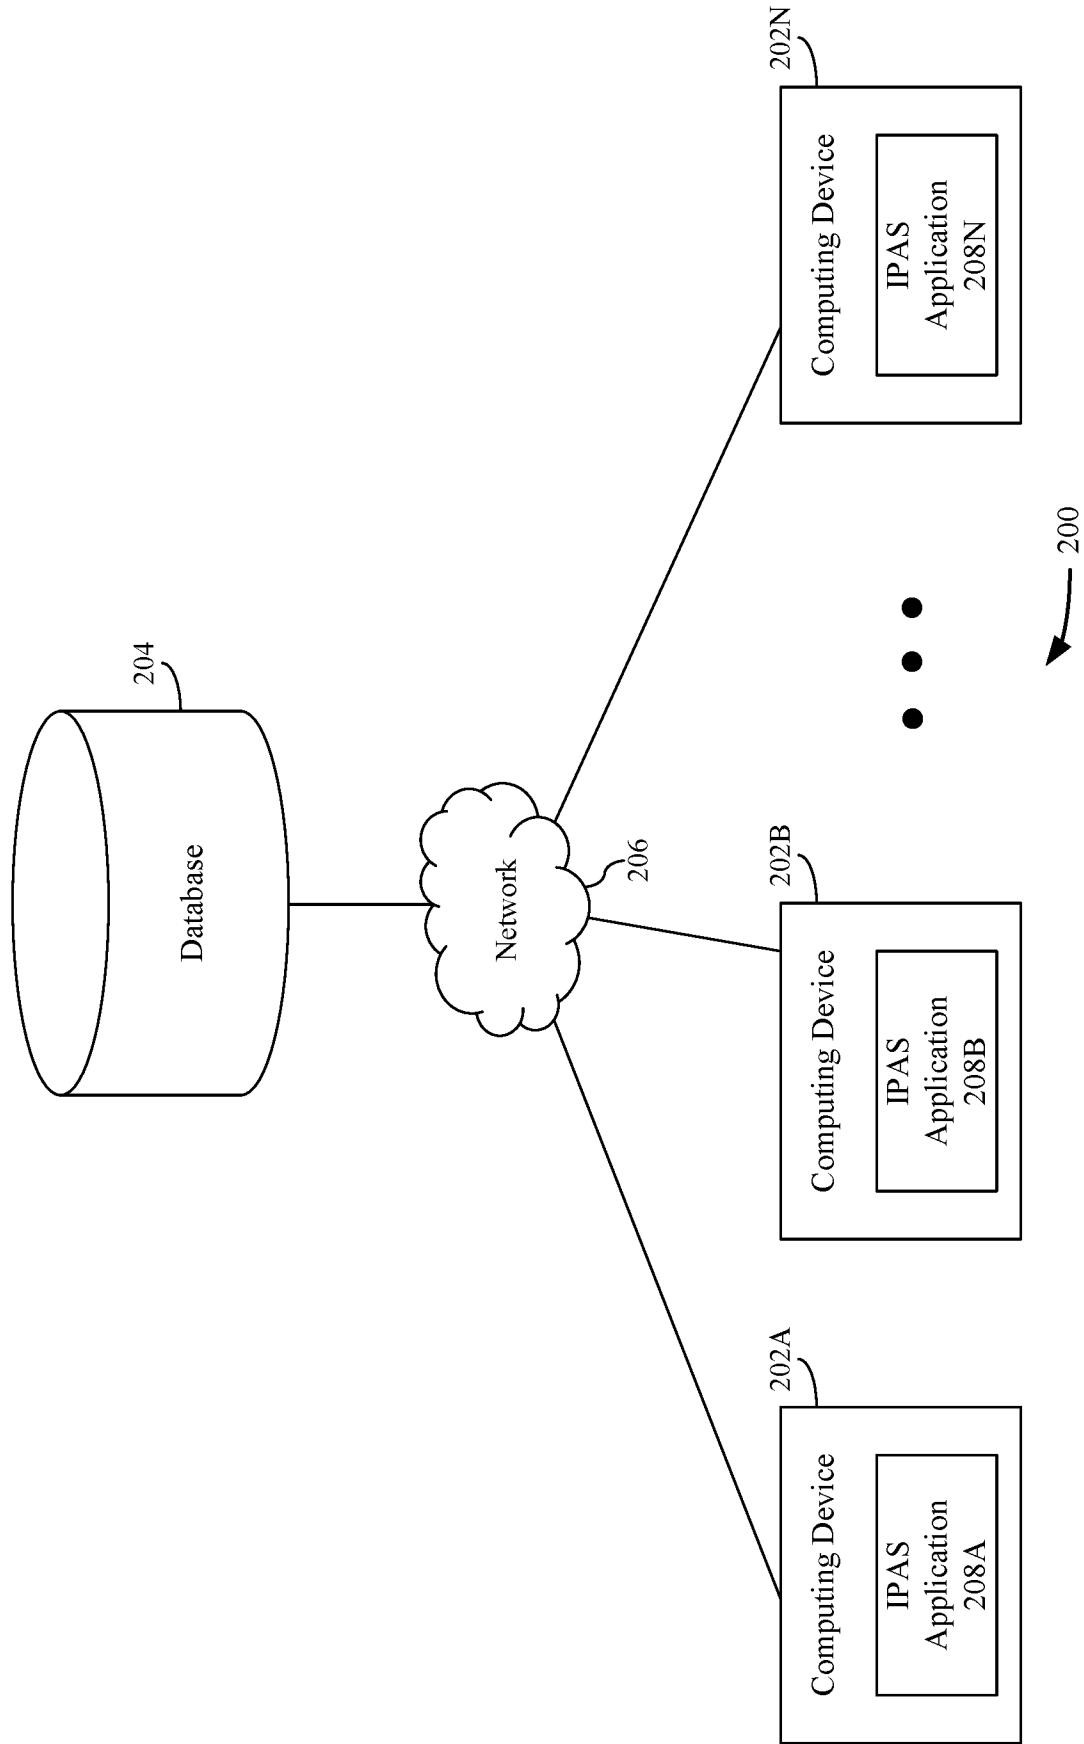 204
Database
Network
206
202A
Computing Device
IPAS
Application
208A
202B
Computing Device
IPAS
Application
208B
202N
Computing Device
IPAS
Application
208N
200